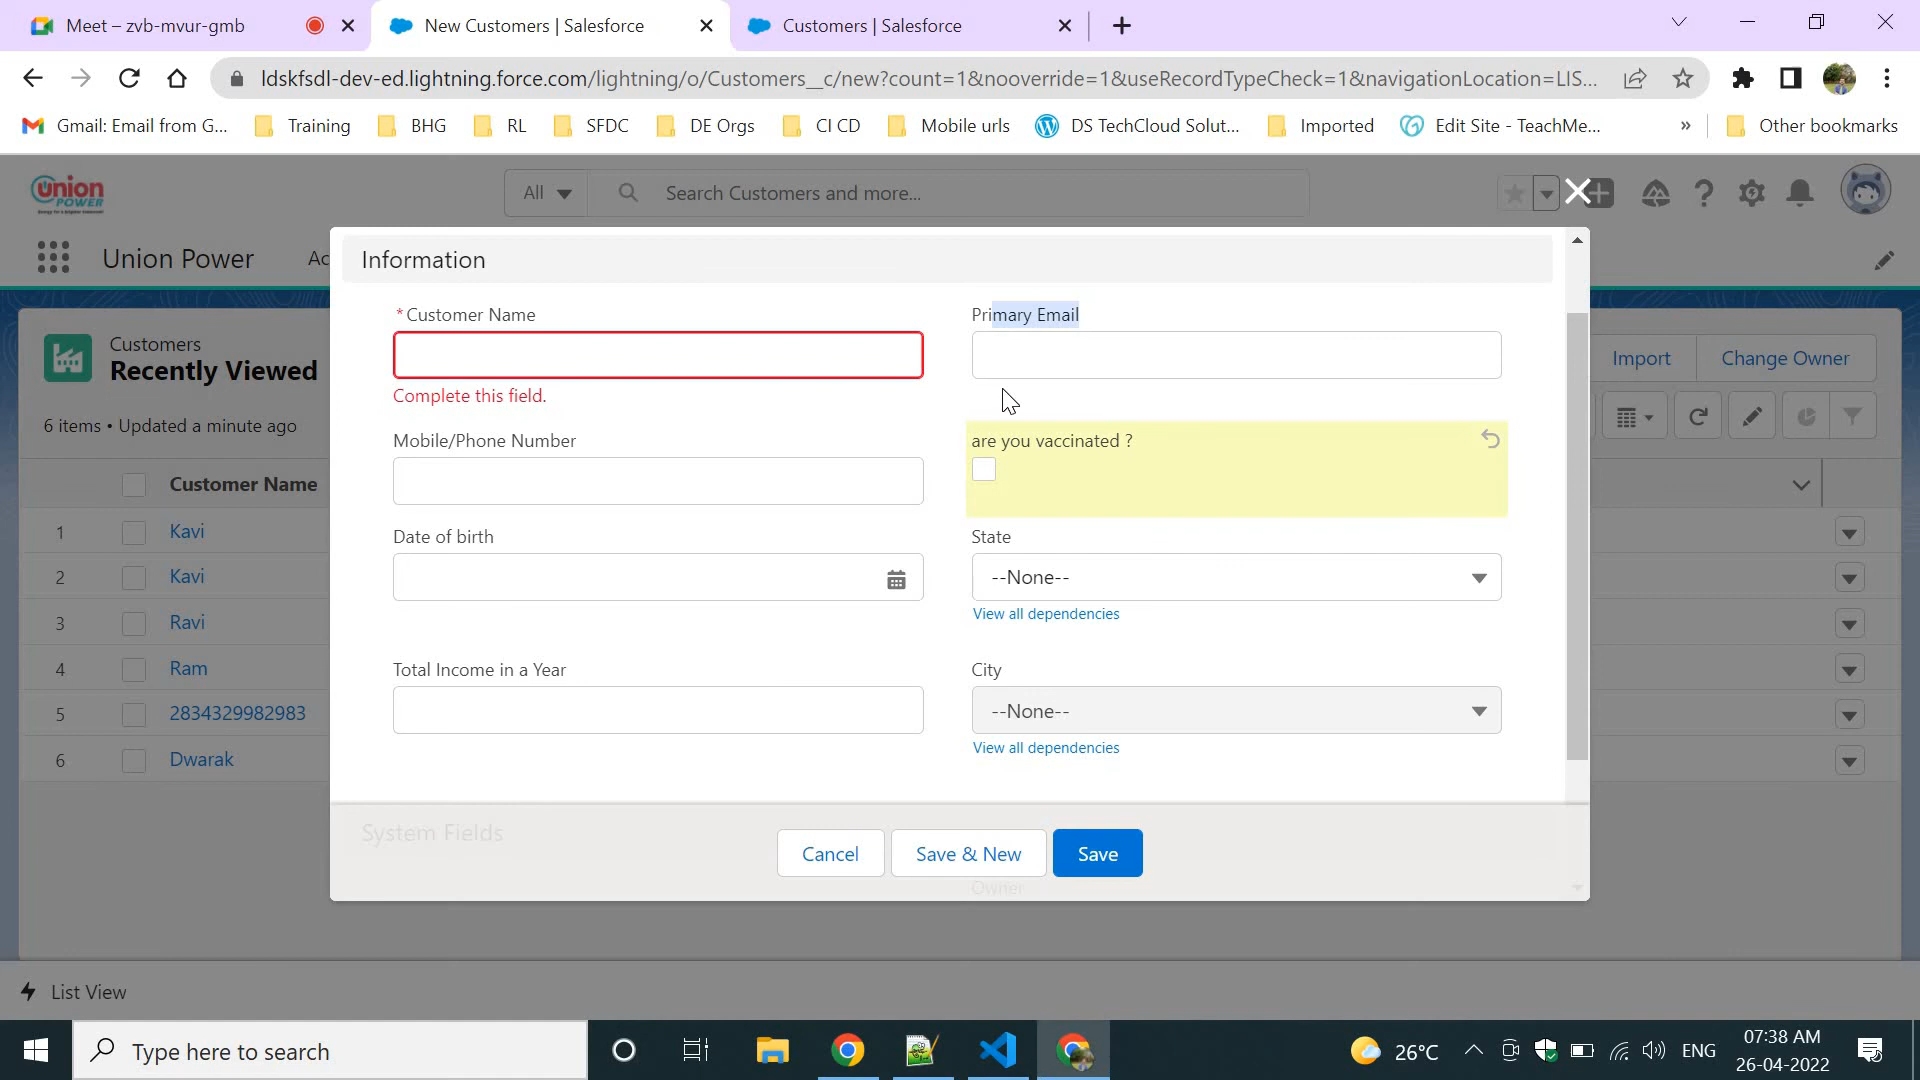 Meet – zvb-mvur-gmb
New Customers | Salesforce
Customers | Salesforce
ldskfsdl-dev-ed.lightning.force.com/lightning/o/Customers__c/new?count=1&nooverride=1&useRecordTypeCheck=1&navigationLocation=LIS...
Gmail: Email from G...
Training
BHG
RL
SFDC
DE Orgs
CI CD
Mobile urls
DS TechCloud Solut...
Imported
Edit Site - TeachMe...
»
Other bookmarks
union
POWER
All
Search Customers and more...
Union Power
Ac
Information
Customers
Recently Viewed
6 items • Updated a minute ago
Import
Change Owner
Customer Name
1 Kavi
2 Kavi
3 Ravi
4 Ram
5 2834329982983
6 Dwarak
* Customer Name
Complete this field.
Primary Email
Mobile/Phone Number
are you vaccinated ?
Date of birth
State
--None--
View all dependencies
Total Income in a Year
City
--None--
View all dependencies
System Fields
Owner
Cancel
Save & New
Save
List View
Type here to search
26°C
ENG
07:38 AM
26-04-2022